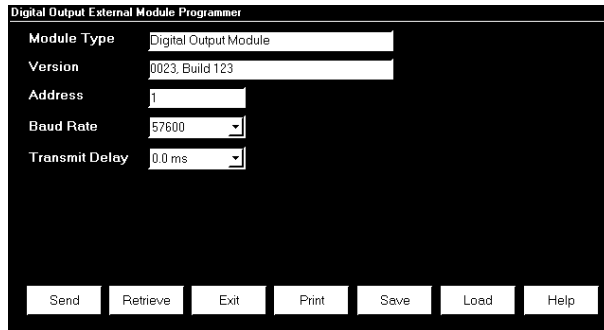 Digital Output External Module Programmer
Module Type Digital Output Module
Version 0023, Build 123
Address 1
Baud Rate 57600
Transmit Delay 0.0 ms
Send Retrieve Exit Print Save Load Help